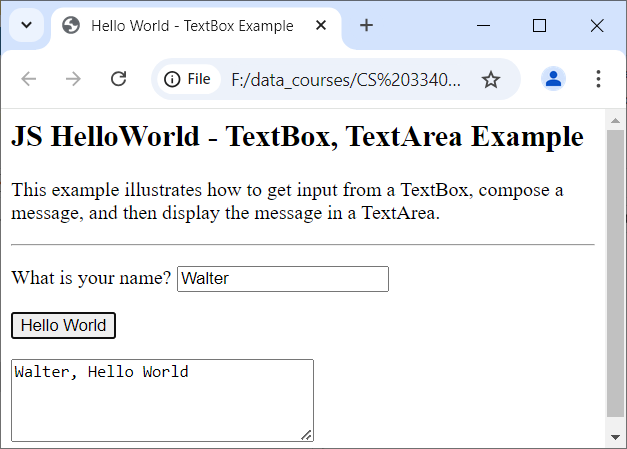 Hello World - TextBox Example
File F:/data_courses/CS%203340...
JS HelloWorld - TextBox, TextArea Example
This example illustrates how to get input from a TextBox, compose a
message, and then display the message in a TextArea.
What is your name? Walter
Hello World
Walter, Hello World